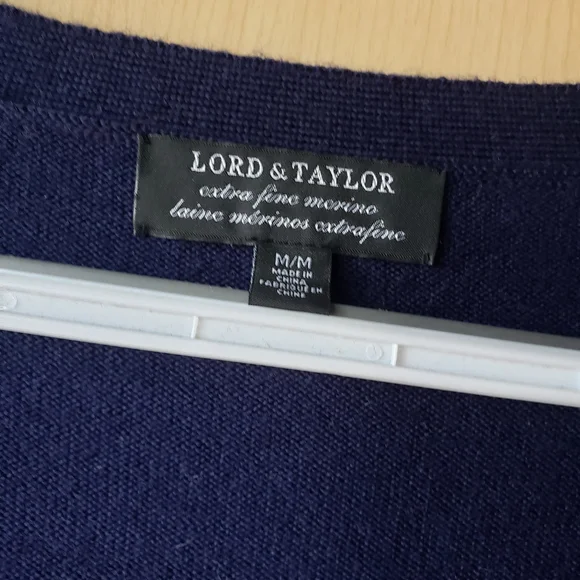 LORD & TAYLOR
extra fine merino
laine mérinos extrafine
M/M
MADE IN
CHINA
FABRIQUÉ EN
CHINE